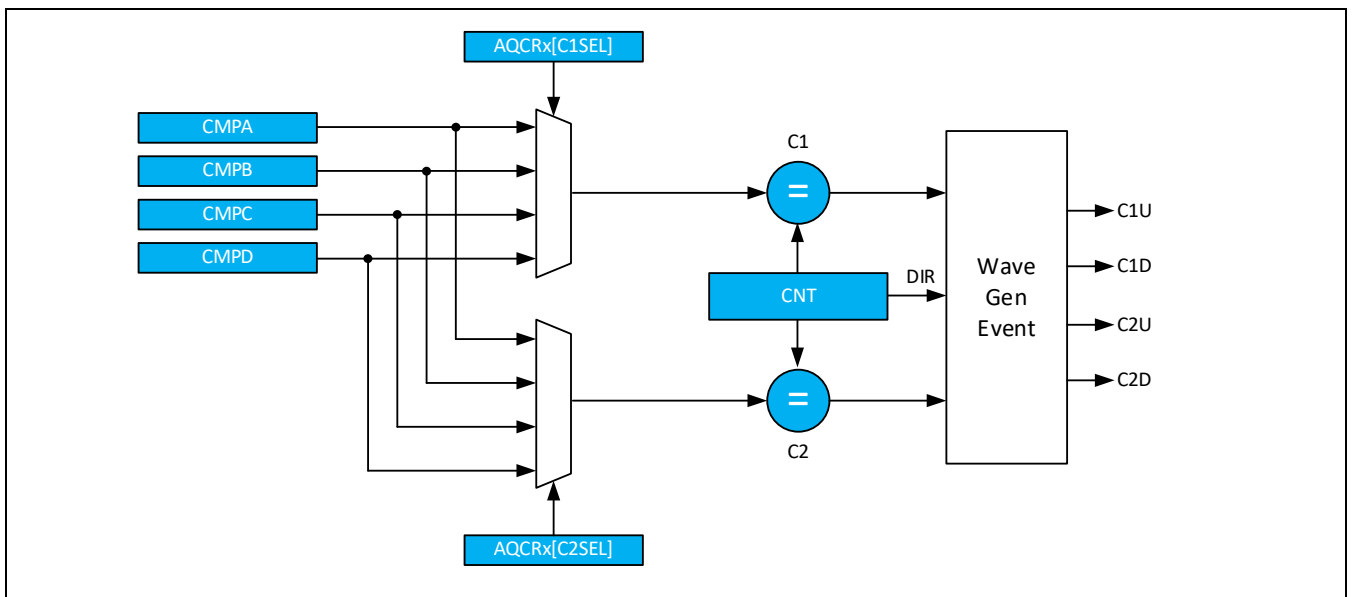 AQCRx[C1SEL]
CMPA
CMPB
CMPC
CMPD
C1
=
C1U
C1D
DIR
CNT
Wave
Gen
Event
C2U
C2D
=
C2
AQCRx[C2SEL]